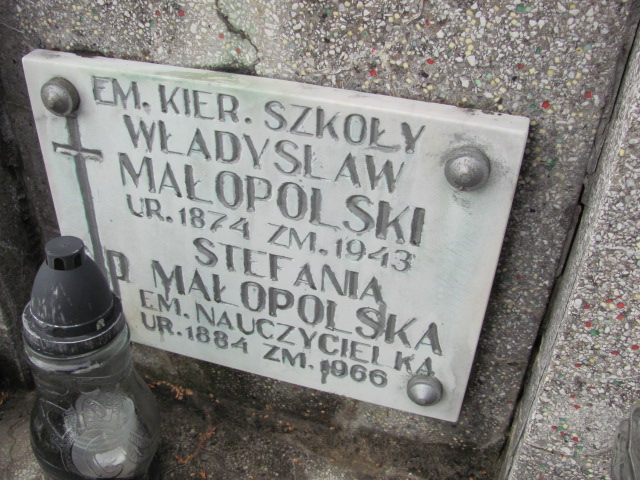 EM. KIER. SZKOŁY
WŁADYSŁAW
MAŁOPOLSKI
UR. 1874 ZM. 1943
STEFANIA
P MAŁOPOLSKA
EM. NAUCZYCIELKA
UR. 1884 ZM. 1966